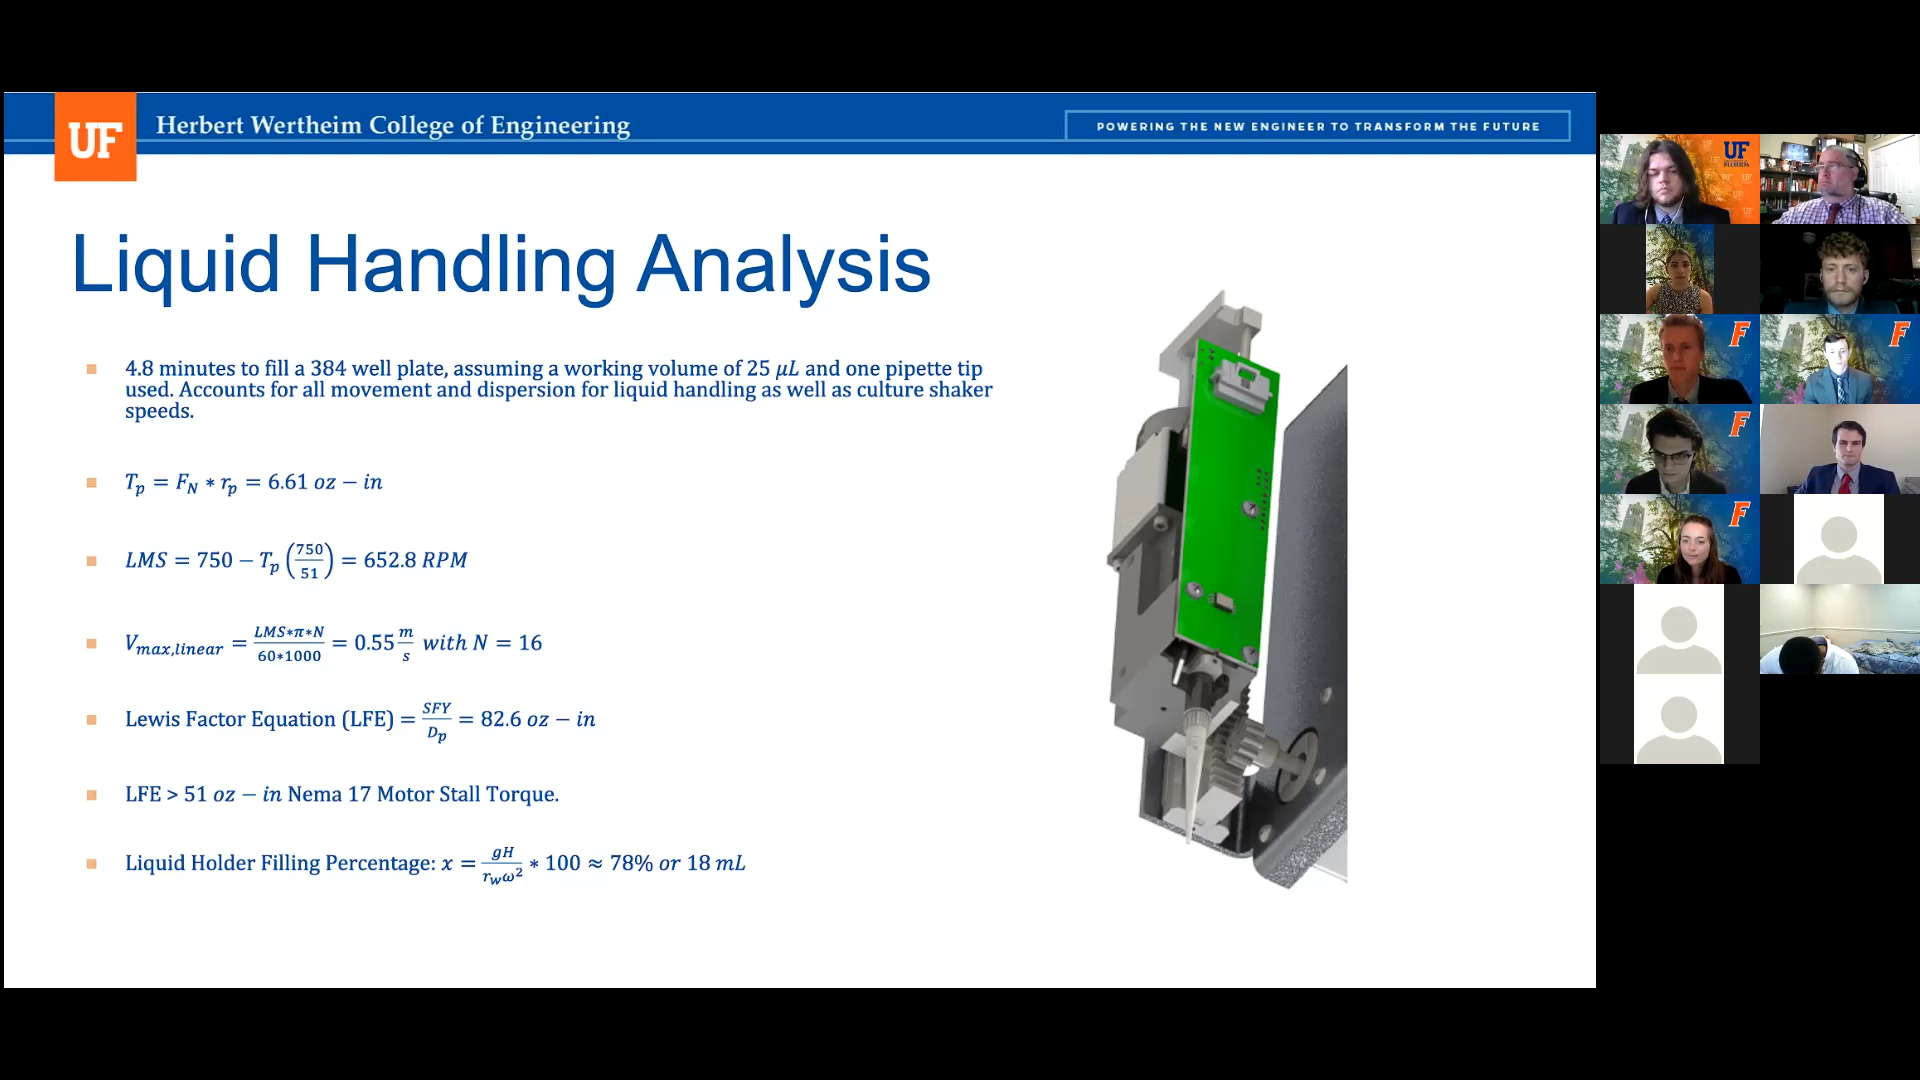 UF
Herbert Wertheim College of Engineering
POWERING THE NEW ENGINEER TO TRANSFORM THE FUTURE
Liquid Handling Analysis
4.8 minutes to fill a 384 well plate, assuming a working volume of 25 μL and one pipette tip
used. Accounts for all movement and dispersion for liquid handling as well as culture shaker
speeds.
T_p = F_N * r_p = 6.61 oz − in
LMS = 750 − T_p (750/51) = 652.8 RPM
V_max,linear = LMS*π*N / 60*1000 = 0.55 m/s with N = 16
Lewis Factor Equation (LFE) = SFY/D_p = 82.6 oz − in
LFE > 51 oz − in Nema 17 Motor Stall Torque.
Liquid Holder Filling Percentage: x = gH / r_w ω² * 100 ≈ 78% or 18 mL
UF
F
F
F
F